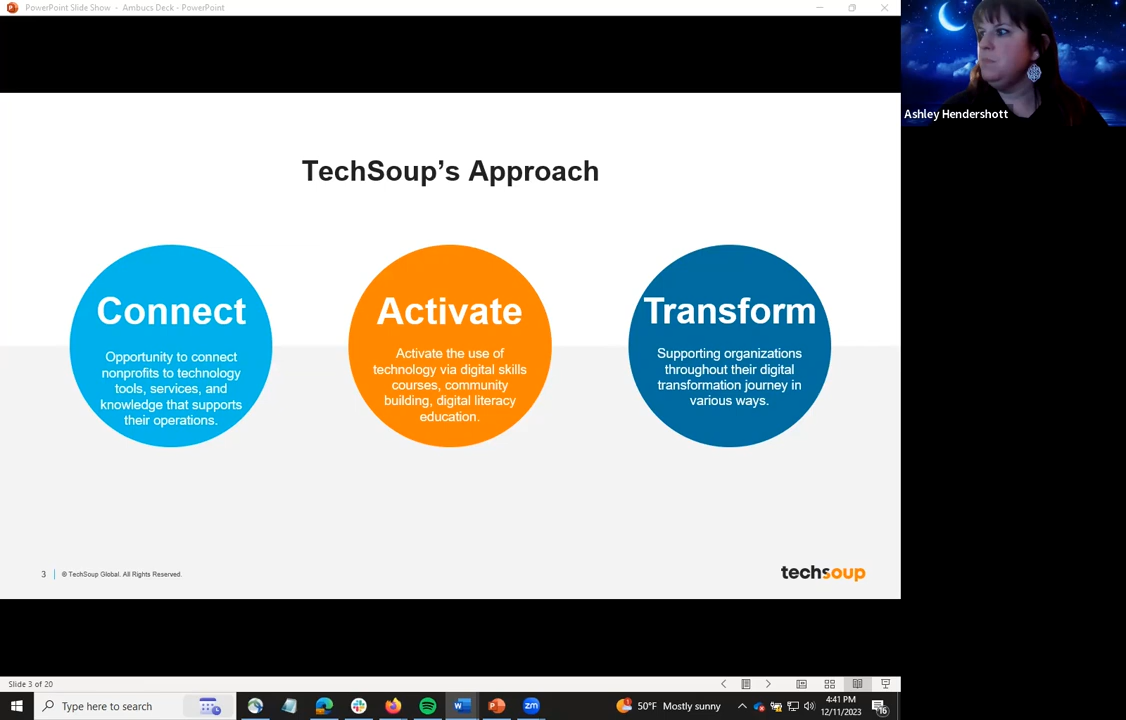 PowerPoint Slide Show - Ambucs Deck - PowerPoint
Ashley Hendershott
TechSoup's Approach
Connect
Opportunity to connect
nonprofits to technology
tools, services, and
knowledge that supports
their operations.
Activate
Activate the use of
technology via digital skills
courses, community
building, digital literacy
education.
Transform
Supporting organizations
throughout their digital
transformation journey in
various ways.
3
© TechSoup Global. All Rights Reserved.
techsoup
Slide 3 of 20
Type here to search
zm
50°F Mostly sunny
4:41 PM
12/11/2023
16